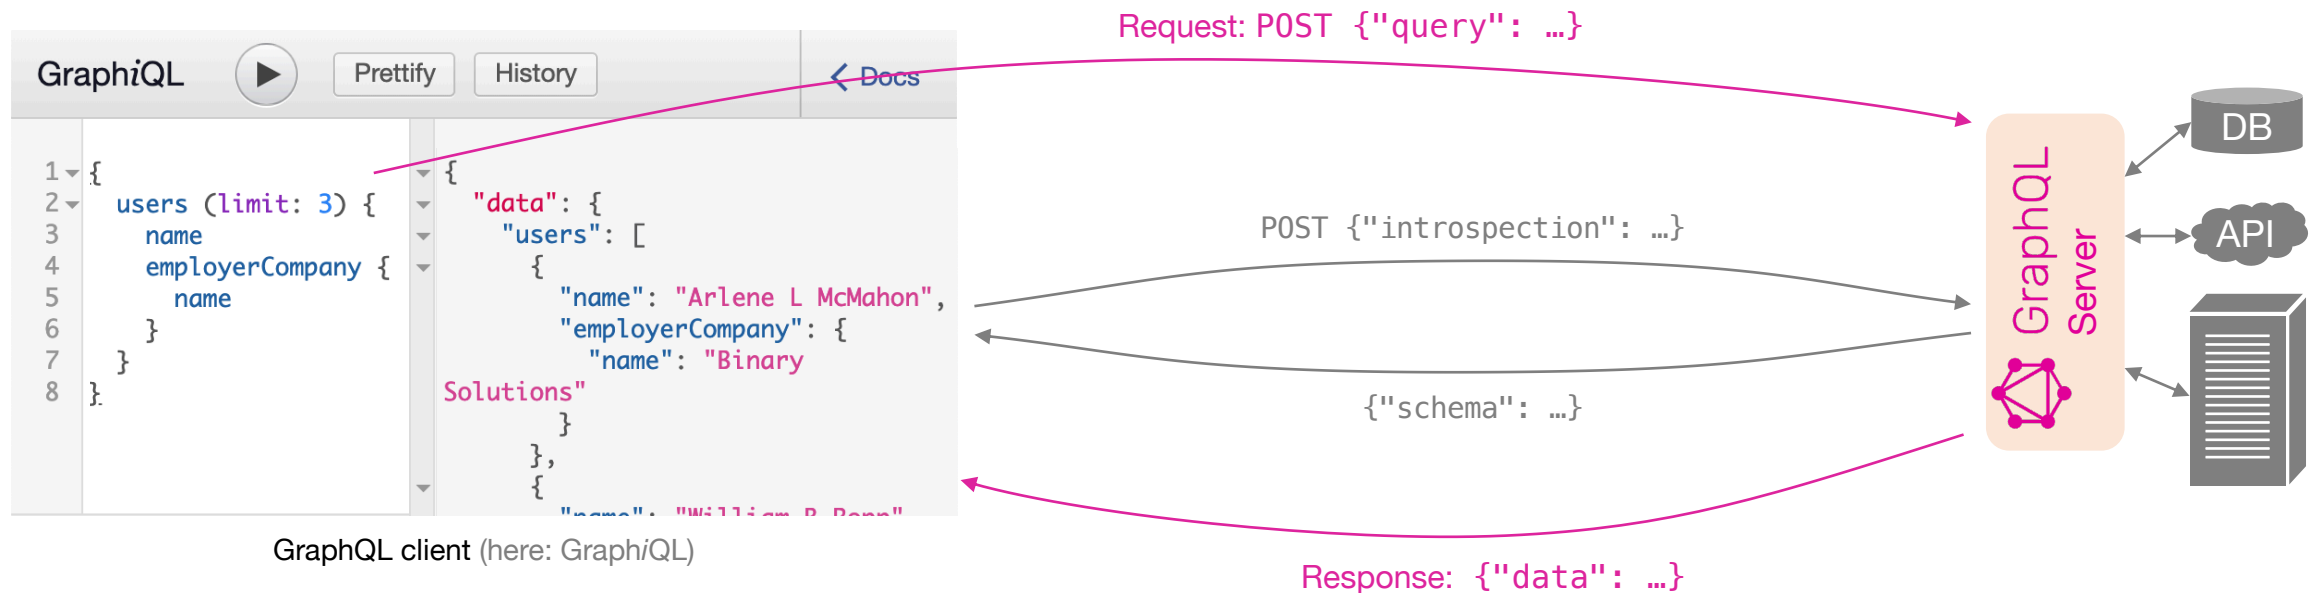 Request: POST {"query": …}
GraphiQL
Prettify
History
Docs
1 {
2 users (limit: 3) {
3 name
4 employerCompany {
5 name
6 }
7 }
8 }
{
"data": {
"users": [
{
"name": "Arlene L McMahon",
"employerCompany": {
"name": "Binary
Solutions"
}
},
{
"name": "William B
POST {"introspection": …}
{"schema": …}
GraphQL
Server
DB
API
GraphQL client (here: GraphiQL)
Response: {"data": …}